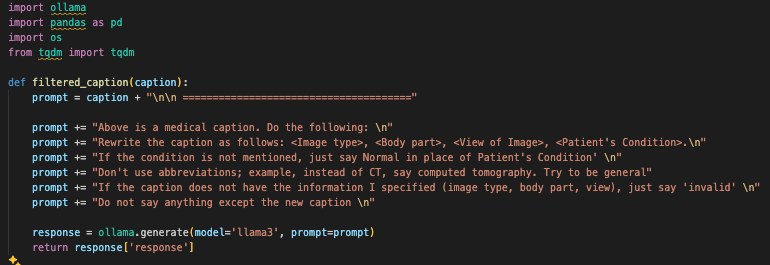 import ollama
import pandas as pd
import os
from tqdm import tqdm
def filtered_caption(caption):
prompt = caption + "\n\n ======================================"
prompt += "Above is a medical caption. Do the following: \n"
prompt += "Rewrite the caption as follows: <Image type>, <Body part>, <View of Image>, <Patient's Condition>.\n"
prompt += "If the condition is not mentioned, just say Normal in place of Patient's Condition' \n"
prompt += "Don't use abbreviations; example, instead of CT, say computed tomography. Try to be general"
prompt += "If the caption does not have the information I specified (image type, body part, view), just say 'invalid' \n"
prompt += "Do not say anything except the new caption \n"
response = ollama.generate(model='llama3', prompt=prompt)
return response['response']